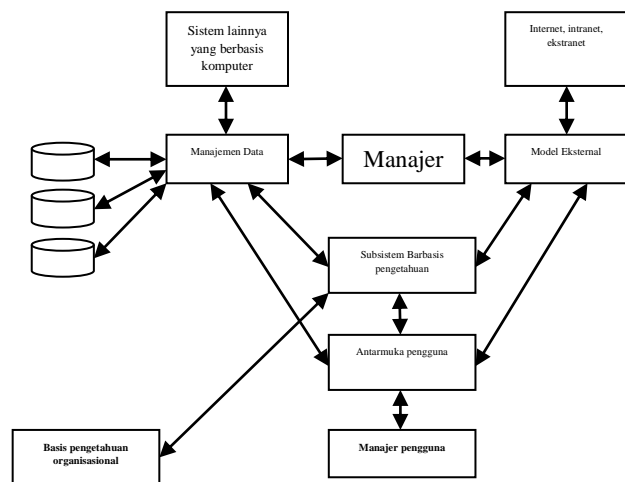 Sistem lainnya
yang berbasis
komputer
Internet, intranet,
ekstranet
Manajemen Data
Manajer
Model Eksternal
Subsistem Barbasis
pengetahuan
Antarmuka pengguna
Basis pengetahuan
organisasional
Manajer pengguna